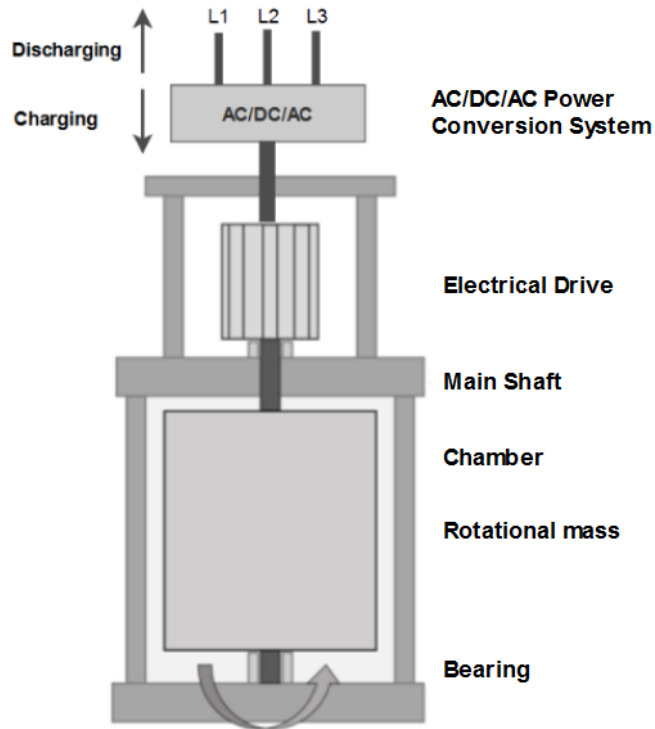 L1 L2 L3
Discharging
Charging
AC/DC/AC
AC/DC/AC Power
Conversion System
Electrical Drive
Main Shaft
Chamber
Rotational mass
Bearing